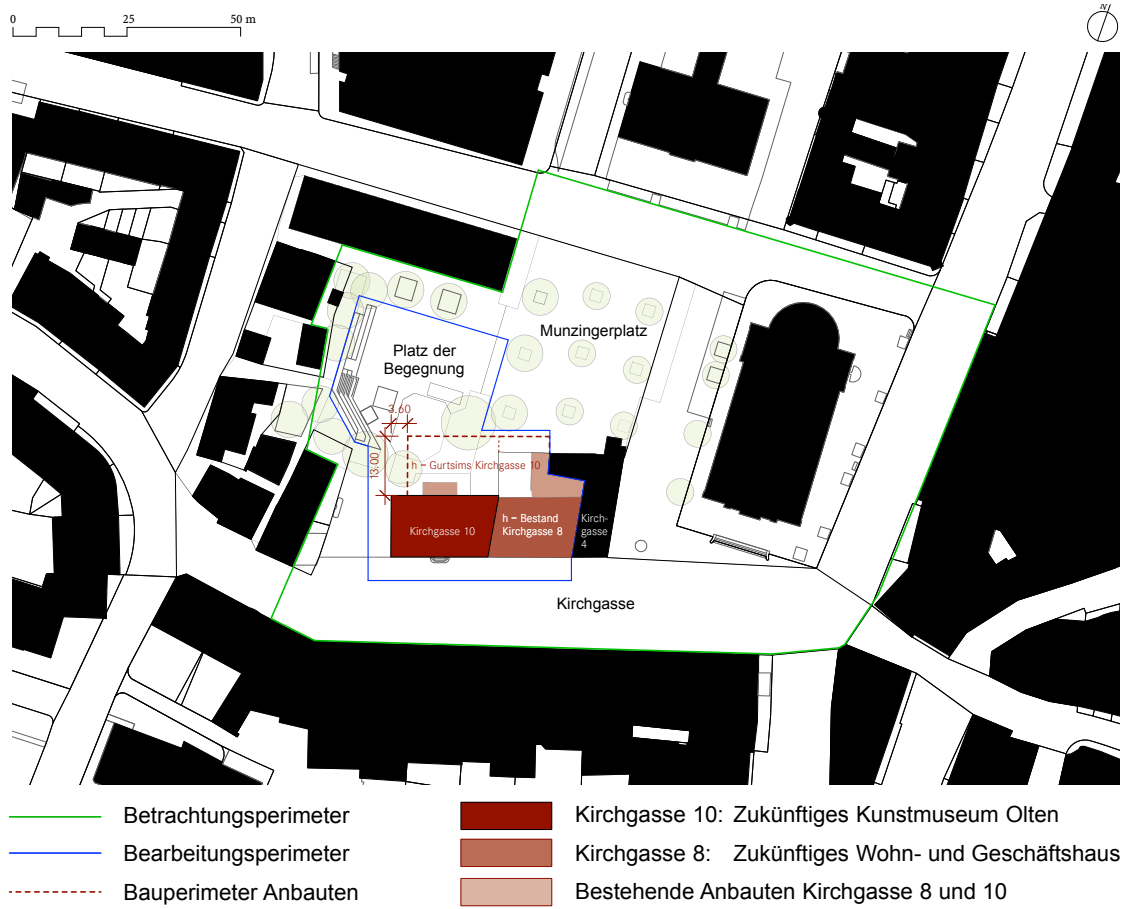 0 25 50 m
N
Munzingerplatz
Platz der
Begegnung
3.60
13.00
h = Gurtsims Kirchgasse 10
Kirchgasse 10
h = Bestand
Kirchgasse 8
Kirch-
gasse
4
Kirchgasse
Betrachtungsperimeter
Bearbeitungsperimeter
Bauperimeter Anbauten
Kirchgasse 10: Zukünftiges Kunstmuseum Olten
Kirchgasse 8: Zukünftiges Wohn- und Geschäftshaus
Bestehende Anbauten Kirchgasse 8 und 10